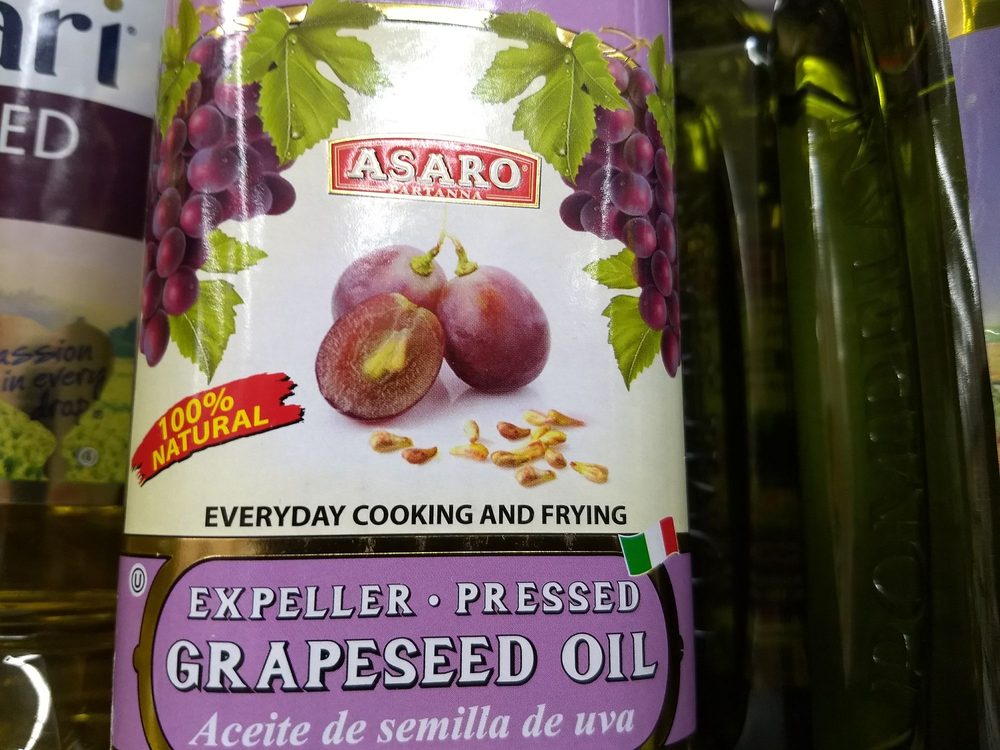 ari
ED
ASARO
PARTANNA
100%
NATURAL
assion
in every
drop
EVERYDAY COOKING AND FRYING
U
EXPELLER · PRESSED
GRAPESEED OIL
Aceite de semilla de uva
POMPEIAN